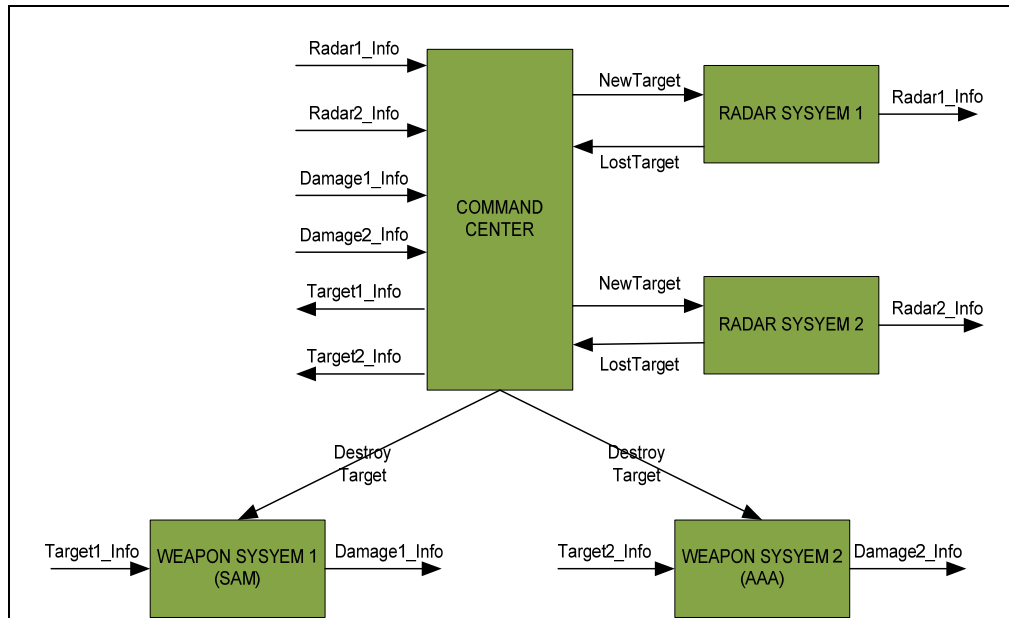 Radar1_Info
Radar2_Info
Damage1_Info
Damage2_Info
Target1_Info
Target2_Info
COMMAND
CENTER
NewTarget
LostTarget
RADAR SYSYEM 1
Radar1_Info
NewTarget
LostTarget
RADAR SYSYEM 2
Radar2_Info
Destroy
Target
Destroy
Target
Target1_Info
WEAPON SYSYEM 1
(SAM)
Damage1_Info
Target2_Info
WEAPON SYSYEM 2
(AAA)
Damage2_Info